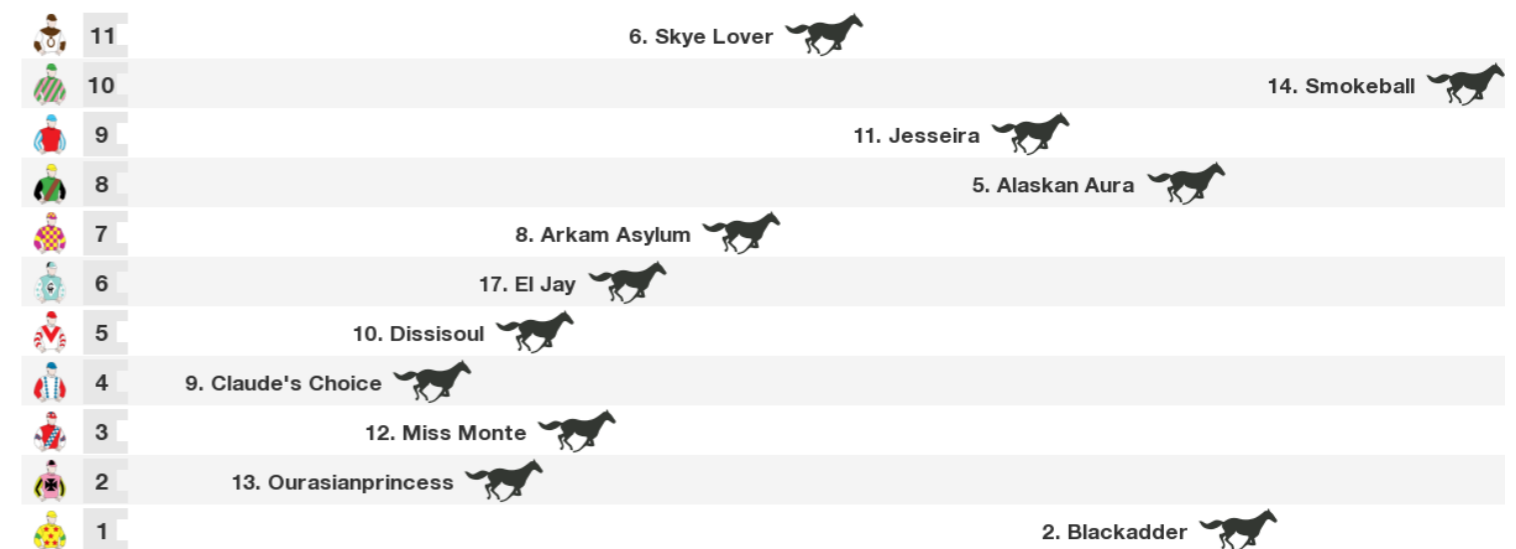 11 6. Skye Lover
10 14. Smokeball
9 11. Jesseira
8 5. Alaskan Aura
7 8. Arkam Asylum
6 17. El Jay
5 10. Dissisoul
4 9. Claude's Choice
3 12. Miss Monte
2 13. Ourasianprincess
1 2. Blackadder